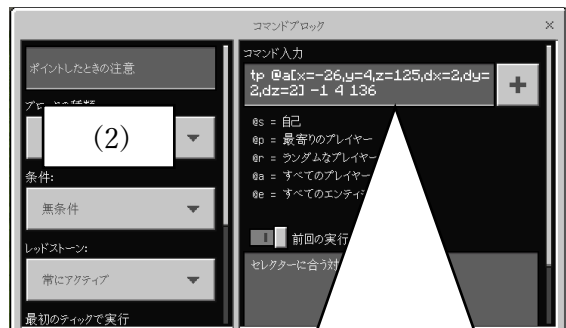 コマンドブロック
×
ポイントしたときの注意
(2)
条件:
無条件
レッドストーン:
常にアクティブ
最初のティックで実行
コマンド入力
tp @a[x=-26,y=4,z=125,dx=2,dy=
2,dz=2] -1 4 136
+
@s = 自己
@p = 最寄りのプレイヤー
@r = ランダムなプレイヤー
@a = すべてのプレイヤー
@e = すべてのエンティ
前回の実行
セレクターに合う対